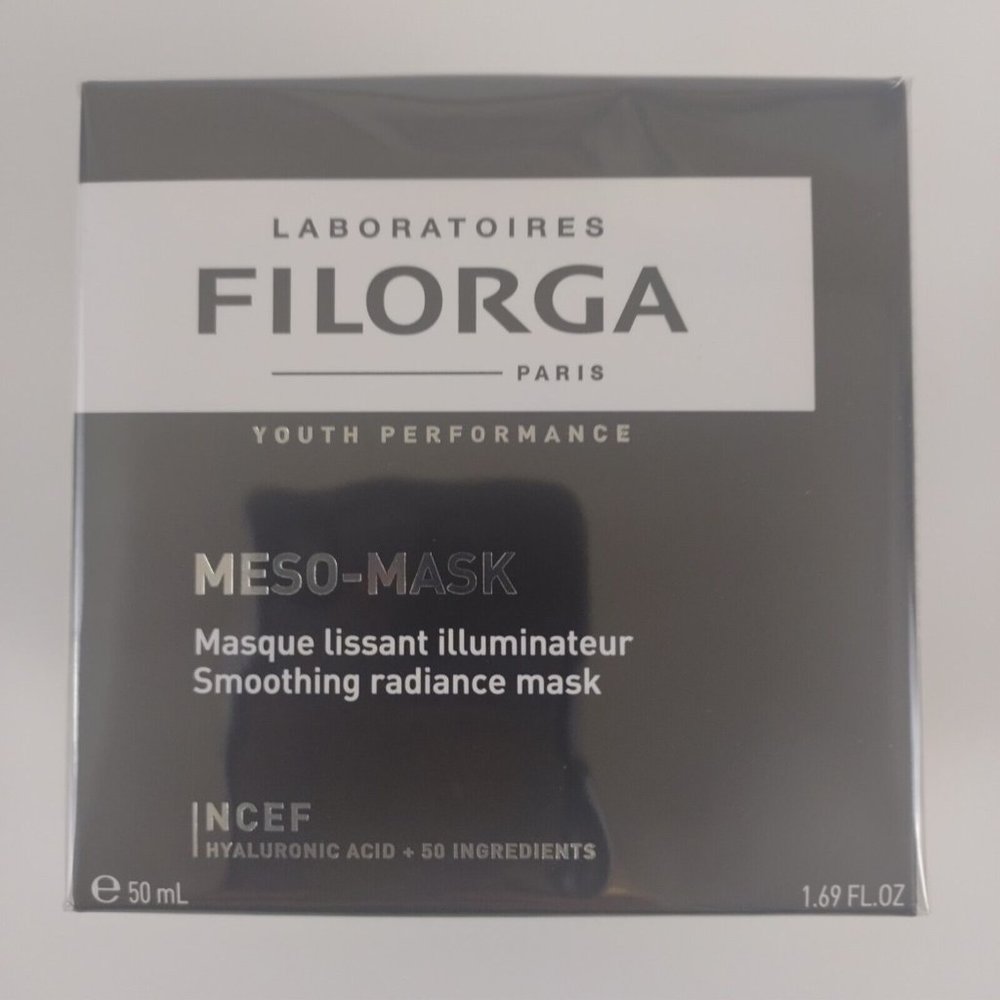 LABORATOIRES
FILORGA
PARIS
YOUTH PERFORMANCE
MESO-MASK
Masque lissant illuminateur
Smoothing radiance mask
NCEF
HYALURONIC ACID + 50 INGREDIENTS
℮ 50 mL
1.69 FL.OZ